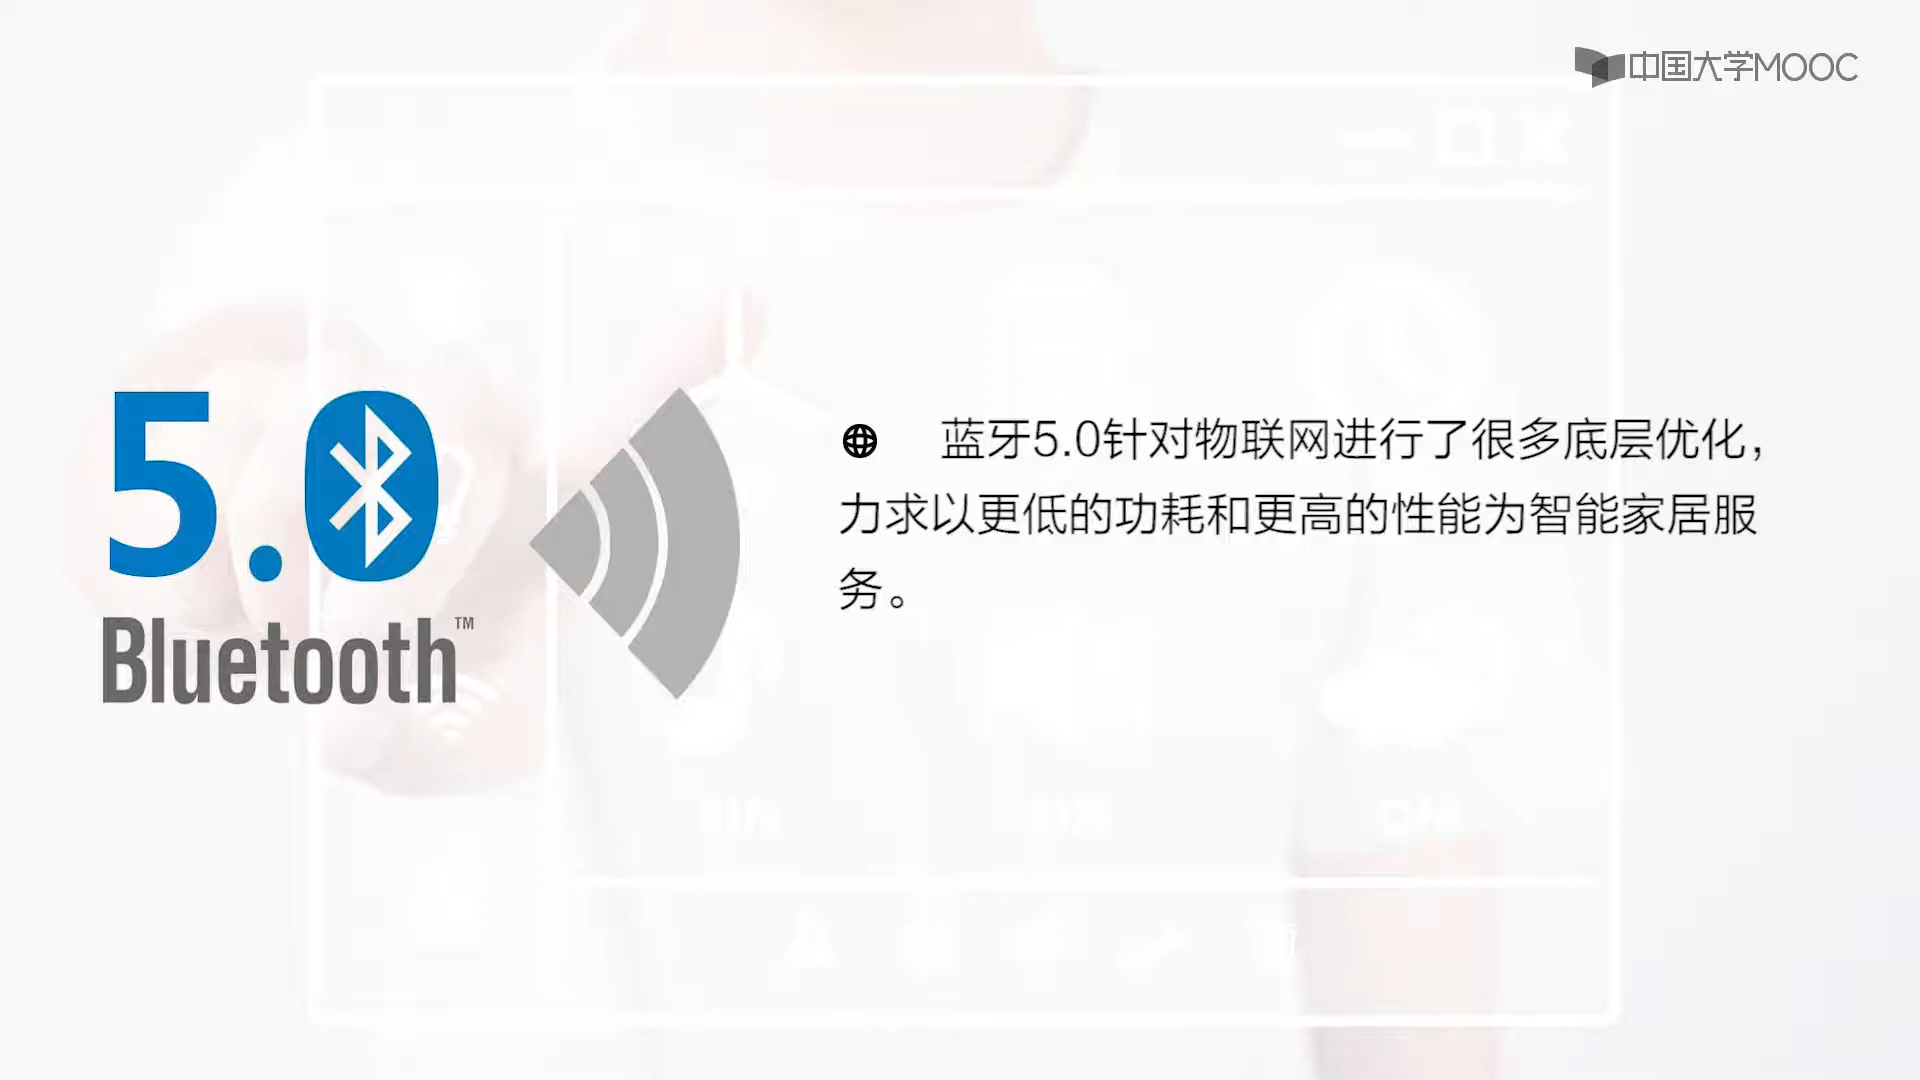 中国大学MOOC
5.0
Bluetooth™
蓝牙5.0针对物联网进行了很多底层优化，
力求以更低的功耗和更高的性能为智能家居服
务。
ON